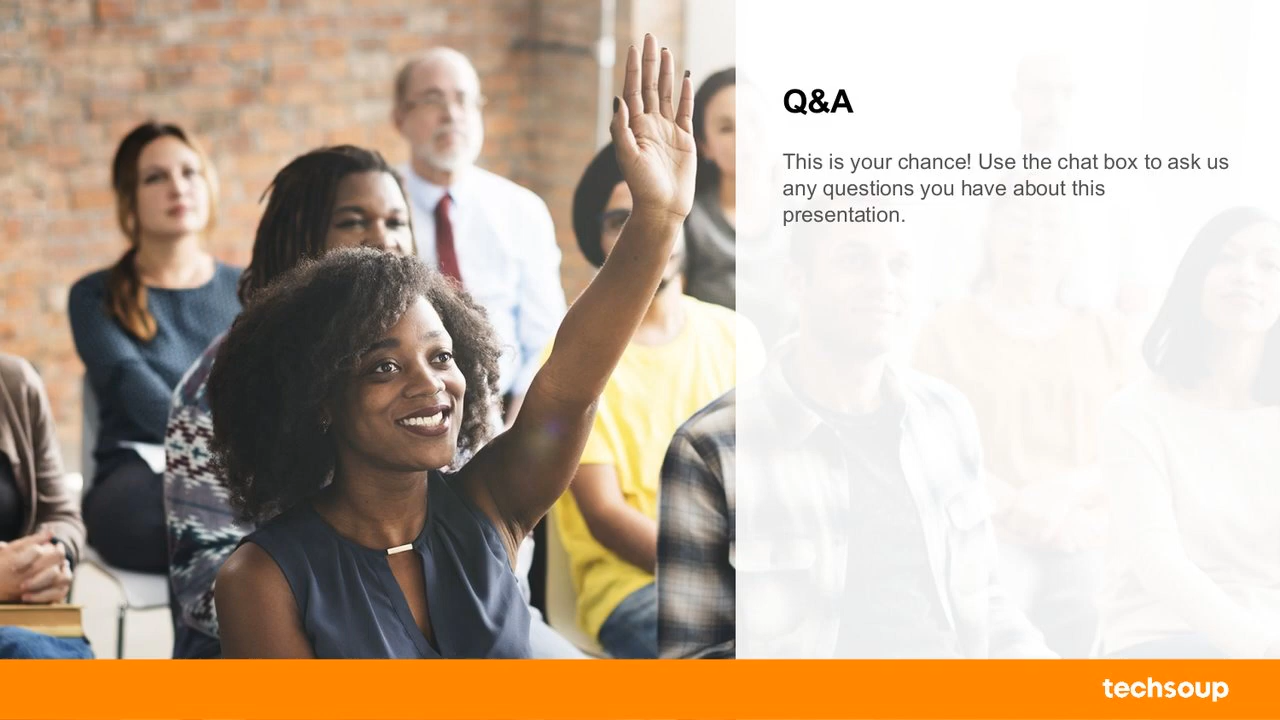 Q&A
This is your chance! Use the chat box to ask us
any questions you have about this
presentation.
techsoup